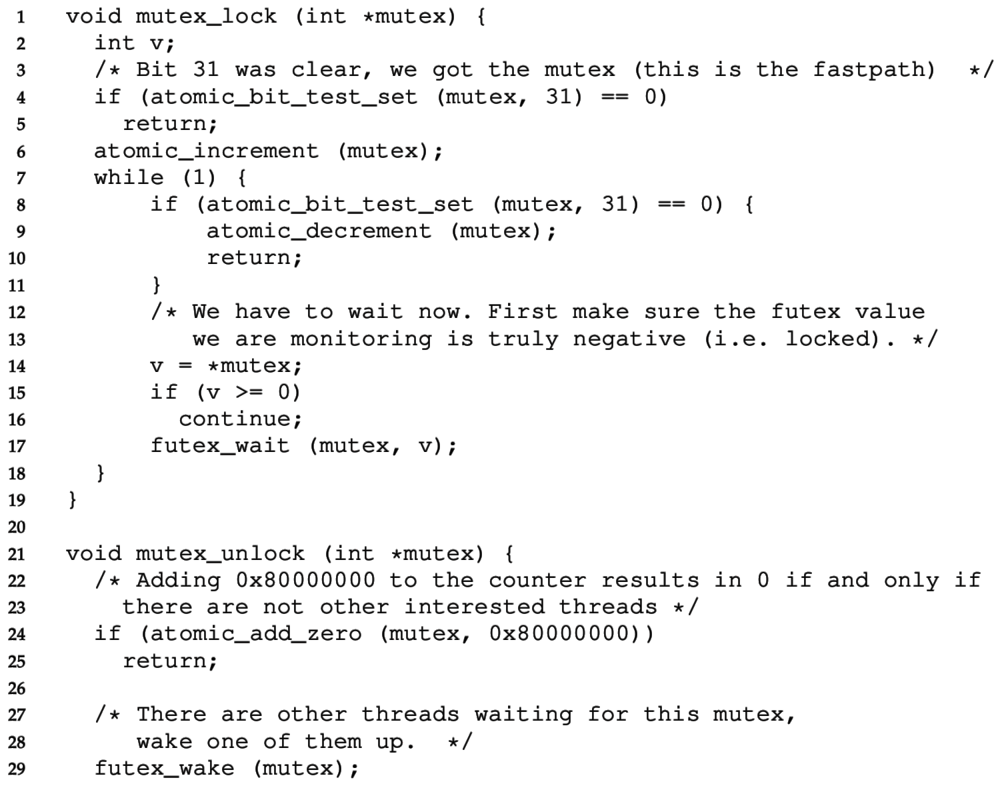 1 void mutex_lock (int *mutex) {
2   int v;
3   /* Bit 31 was clear, we got the mutex (this is the fastpath)  */
4   if (atomic_bit_test_set (mutex, 31) == 0)
5     return;
6   atomic_increment (mutex);
7   while (1) {
8       if (atomic_bit_test_set (mutex, 31) == 0) {
9           atomic_decrement (mutex);
10           return;
11       }
12       /* We have to wait now. First make sure the futex value
13          we are monitoring is truly negative (i.e. locked). */
14       v = *mutex;
15       if (v >= 0)
16         continue;
17       futex_wait (mutex, v);
18   }
19 }
20
21 void mutex_unlock (int *mutex) {
22   /* Adding 0x80000000 to the counter results in 0 if and only if
23     there are not other interested threads */
24   if (atomic_add_zero (mutex, 0x80000000))
25     return;
26
27   /* There are other threads waiting for this mutex,
28      wake one of them up.  */
29   futex_wake (mutex);